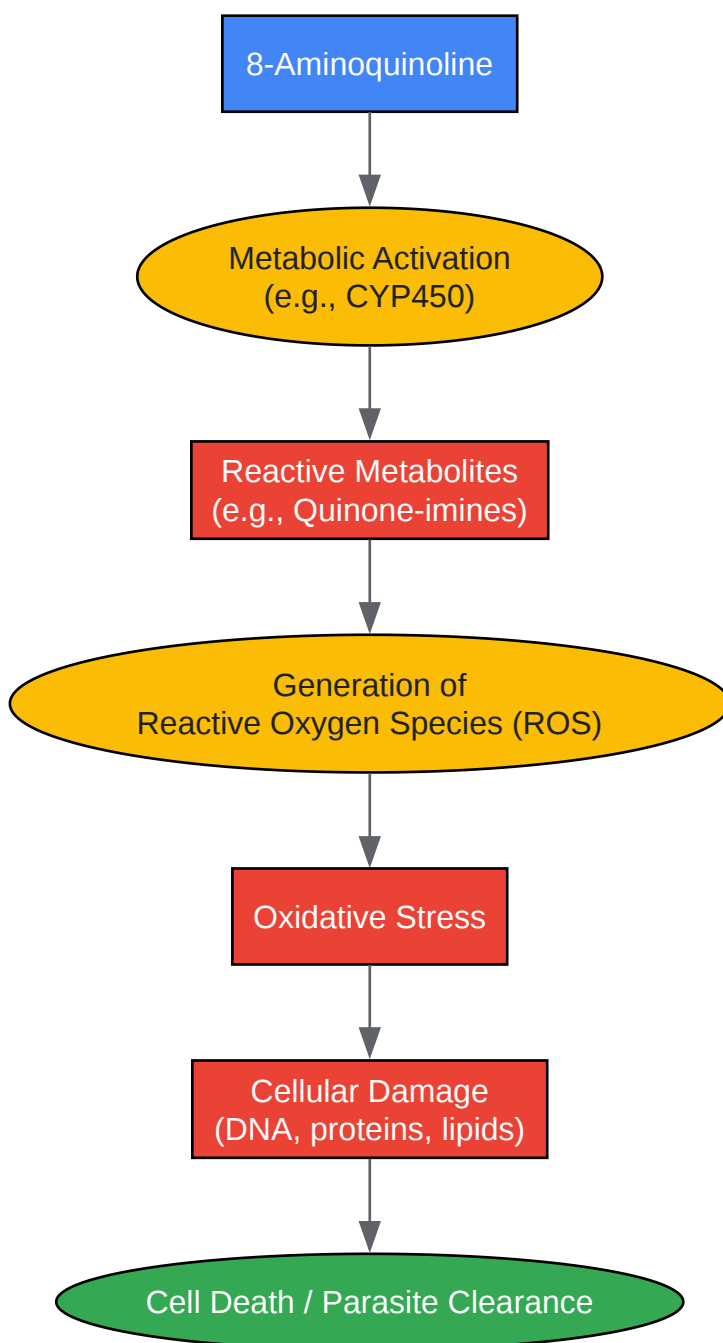 8-Aminoquinoline
Metabolic Activation
(e.g., CYP450)
Reactive Metabolites
(e.g., Quinone-imines)
Generation of
Reactive Oxygen Species (ROS)
Oxidative Stress
Cellular Damage
(DNA, proteins, lipids)
Cell Death / Parasite Clearance